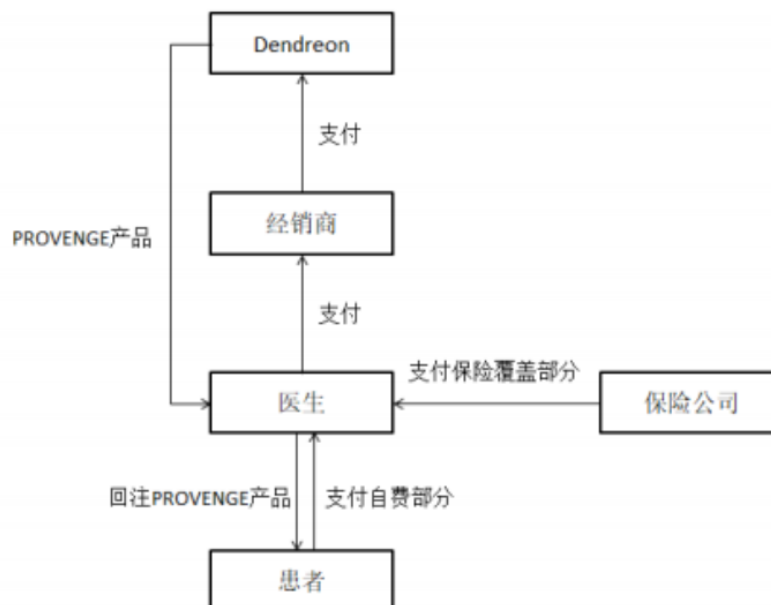 Dendreon
支付
经销商
PROVENGE产品
支付
支付保险覆盖部分
医生
保险公司
回注PROVENGE产品
支付自费部分
患者